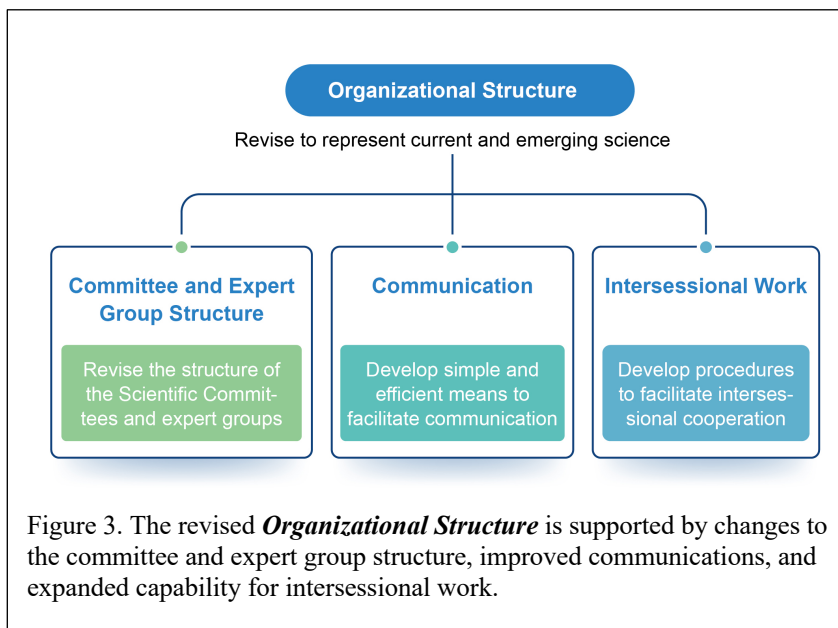 Organizational Structure
Revise to represent current and emerging science
Committee and Expert
Group Structure
Revise the structure of
the Scientific Commit-
tees and expert groups
Communication
Develop simple and
efficient means to
facilitate communication
Intersessional Work
Develop procedures
to facilitate interses-
sional cooperation
Figure 3. The revised Organizational Structure is supported by changes to
the committee and expert group structure, improved communications, and
expanded capability for intersessional work.